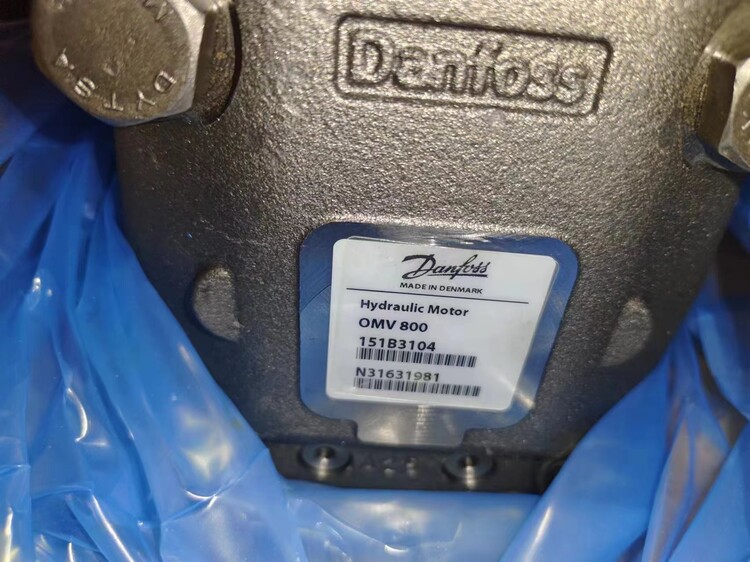 Danfoss
Danfoss
MADE IN DENMARK
Hydraulic Motor
OMV 800
151B3104
N31631981